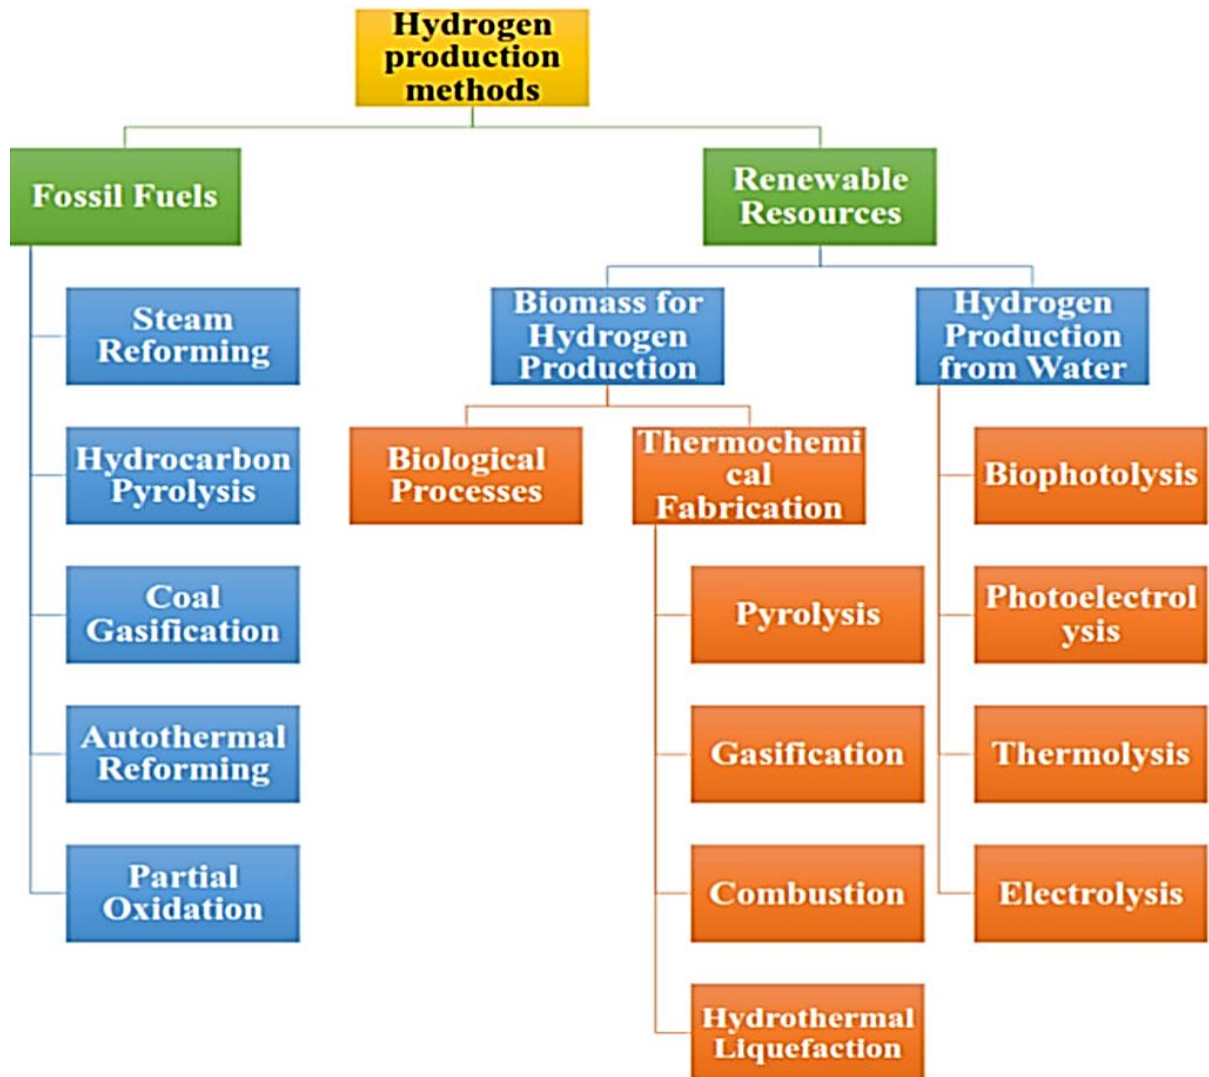 Hydrogen
production
methods
Fossil Fuels
Renewable
Resources
Steam
Reforming
Hydrocarbon
Pyrolysis
Coal
Gasification
Autothermal
Reforming
Partial
Oxidation
Biomass for
Hydrogen
Production
Biological
Processes
Thermochemi
cal
Fabrication
Pyrolysis
Gasification
Combustion
Hydrothermal
Liquefaction
Hydrogen
Production
from Water
Biophotolysis
Photoelectrol
ysis
Thermolysis
Electrolysis